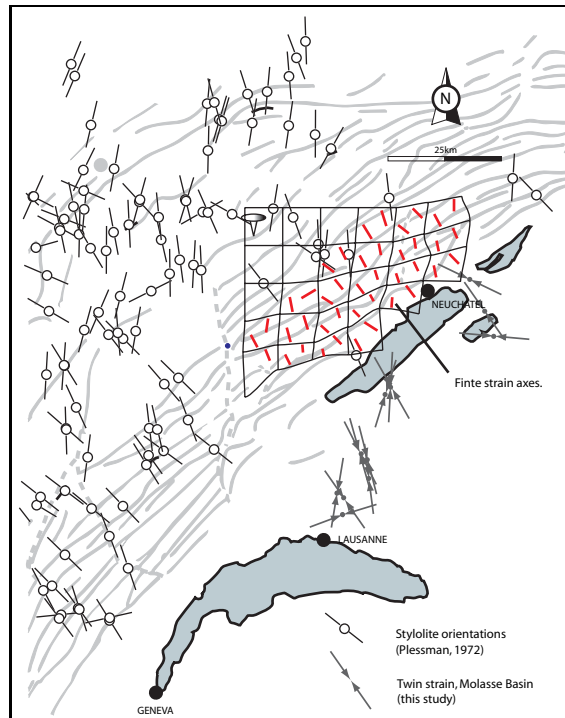 N
25km
NEUCHATEL
Finte strain axes.
LAUSANNE
Stylolite orientations
(Plessman, 1972)
Twin strain, Molasse Basin
(this study)
GENEVA